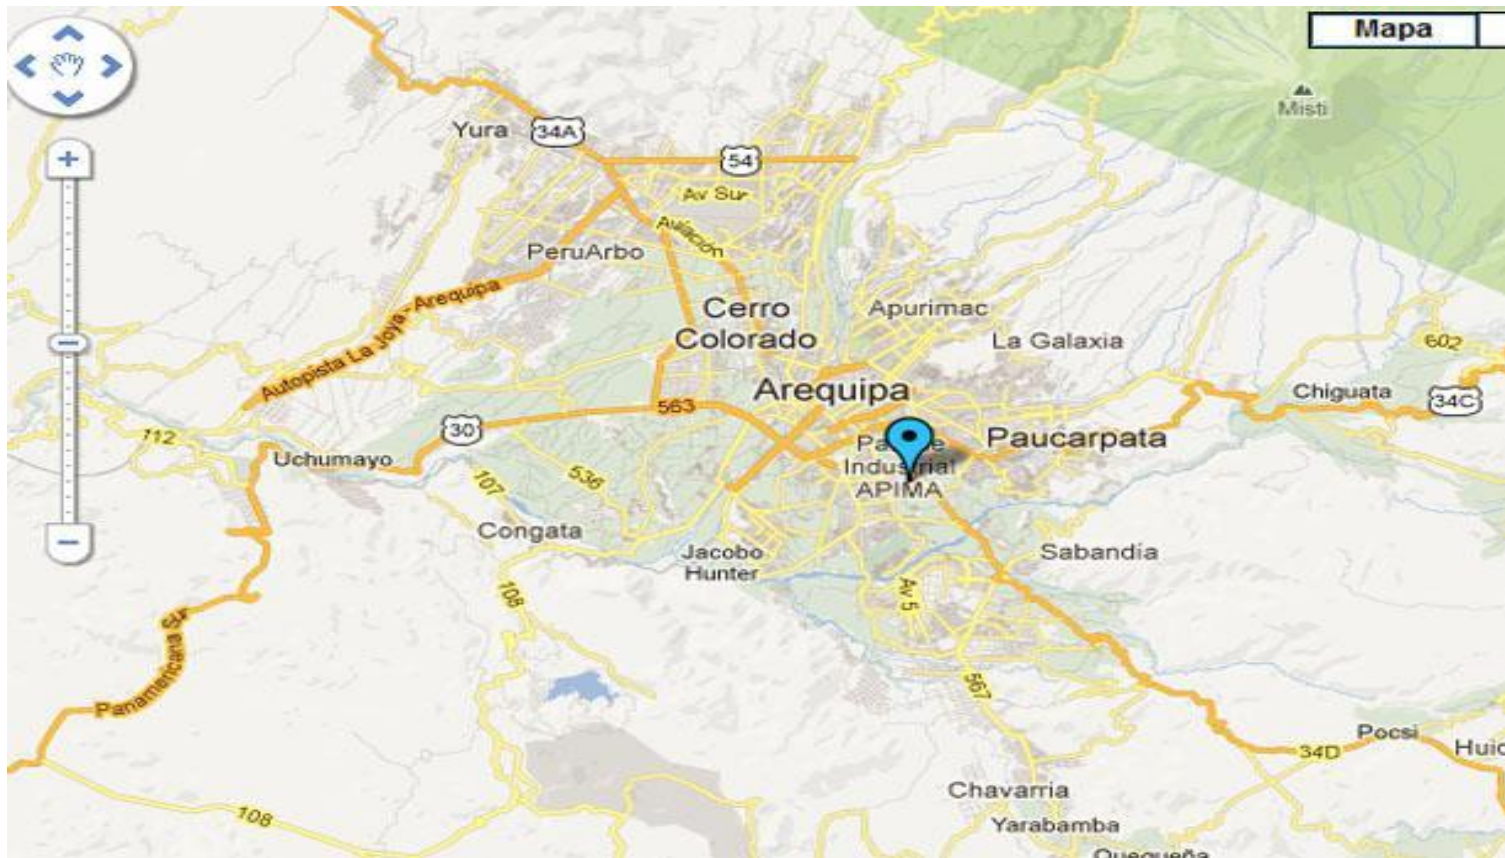 Mapa
Misti
Yura
34A
54
Av Sur
Aviación
PeruArbo
Autopista La Joya - Arequipa
Cerro
Colorado
Apurimac
La Galaxia
602
Arequipa
Chiguata
34C
563
30
112
Uchumayo
Paucarpata
Industrial
APIMA
107
536
Congata
Jacobo
Hunter
Sabandia
108
Av 5
Panamericana
567
34D
Pocsi
Huic
Chavarria
108
Yarabamba
Quequeña